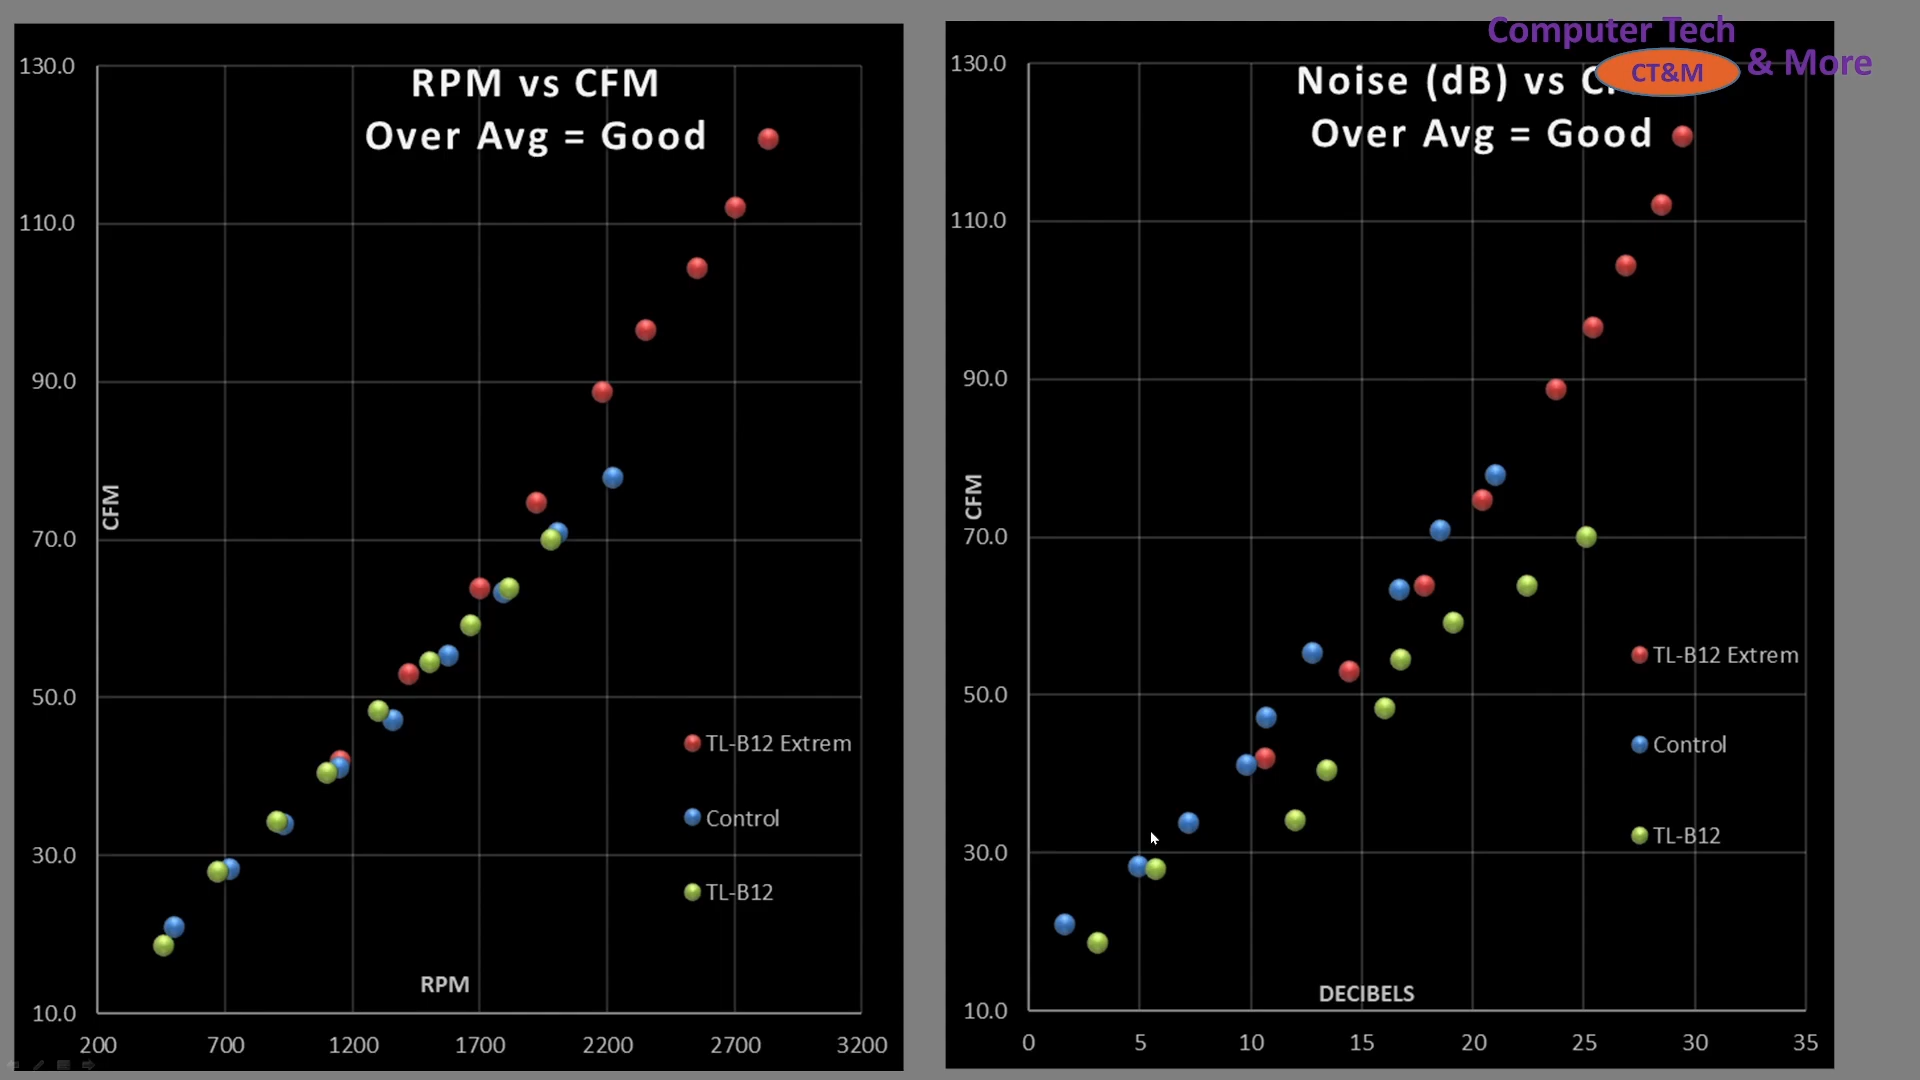 RPM vs CFM
Over Avg = Good
130.0
110.0
90.0
70.0
50.0
30.0
10.0
CFM
TL-B12 Extrem
Control
TL-B12
RPM
200 700 1200 1700 2200 2700 3200
Computer Tech
& More
CT&M
Noise (dB) vs
Over Avg = Good
130.0
110.0
90.0
70.0
50.0
30.0
10.0
CFM
TL-B12 Extrem
Control
TL-B12
DECIBELS
0 5 10 15 20 25 30 35